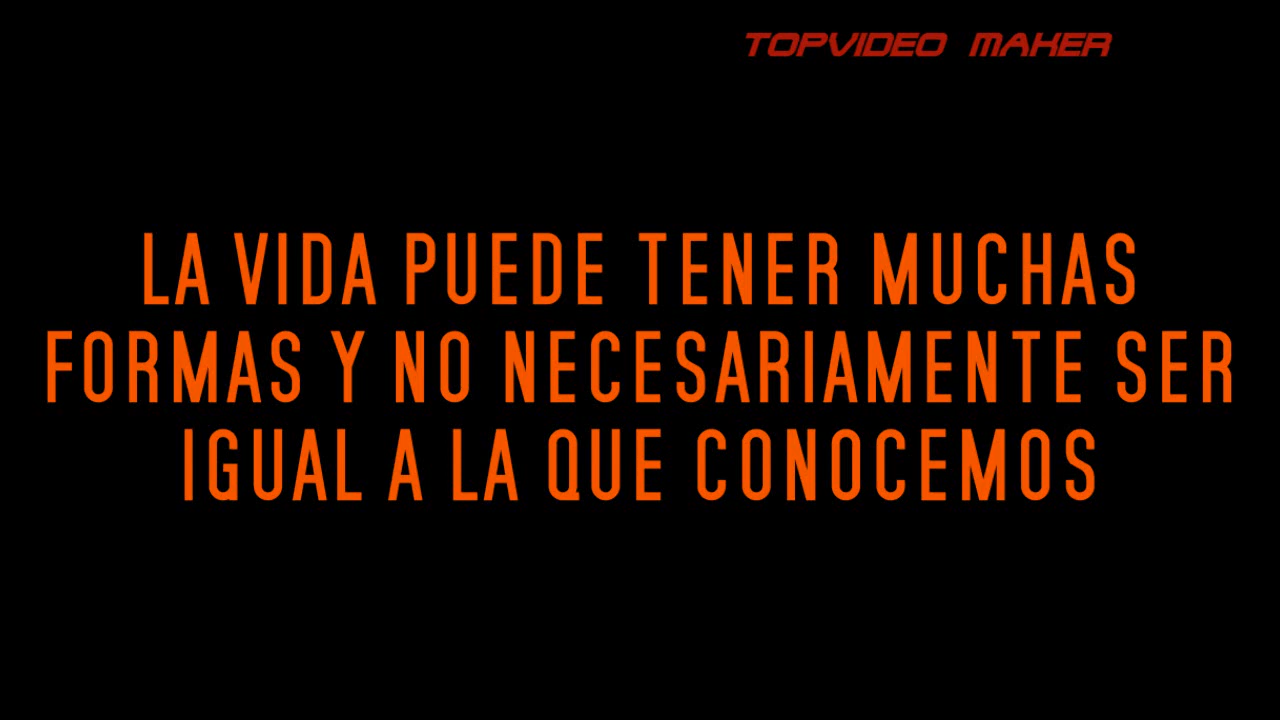 TOPVIDEO MAKER
LA VIDA PUEDE TENER MUCHAS
FORMAS Y NO NECESARIAMENTE SER
IGUAL A LA QUE CONOCEMOS